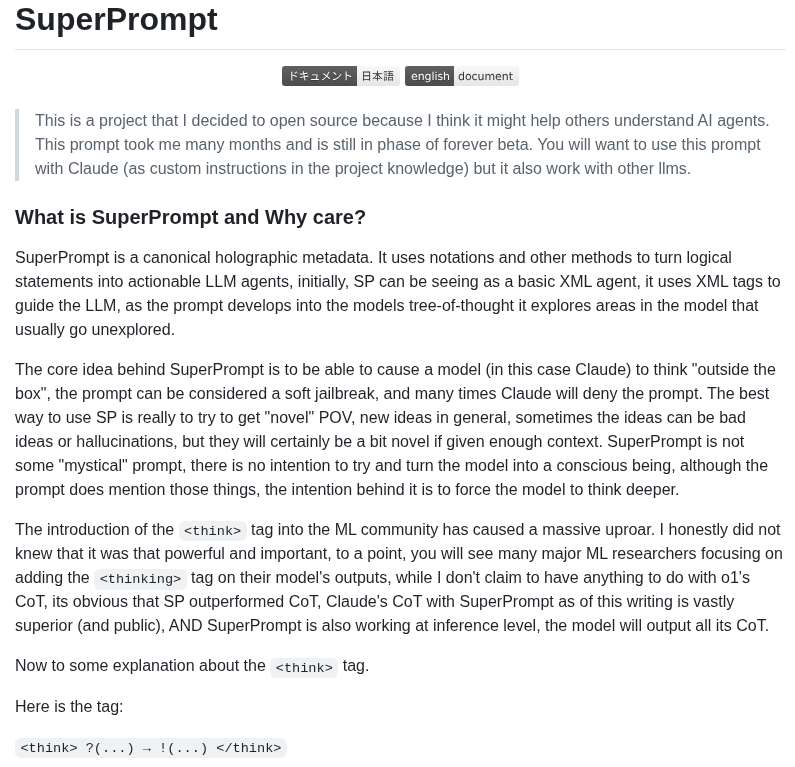 SuperPrompt
ドキュメント 日本語 english document
This is a project that I decided to open source because I think it might help others understand AI agents.
This prompt took me many months and is still in phase of forever beta. You will want to use this prompt
with Claude (as custom instructions in the project knowledge) but it also work with other llms.
What is SuperPrompt and Why care?
SuperPrompt is a canonical holographic metadata. It uses notations and other methods to turn logical
statements into actionable LLM agents, initially, SP can be seeing as a basic XML agent, it uses XML tags to
guide the LLM, as the prompt develops into the models tree-of-thought it explores areas in the model that
usually go unexplored.
The core idea behind SuperPrompt is to be able to cause a model (in this case Claude) to think "outside the
box", the prompt can be considered a soft jailbreak, and many times Claude will deny the prompt. The best
way to use SP is really to try to get "novel" POV, new ideas in general, sometimes the ideas can be bad
ideas or hallucinations, but they will certainly be a bit novel if given enough context. SuperPrompt is not
some "mystical" prompt, there is no intention to try and turn the model into a conscious being, although the
prompt does mention those things, the intention behind it is to force the model to think deeper.
The introduction of the <think> tag into the ML community has caused a massive uproar. I honestly did not
knew that it was that powerful and important, to a point, you will see many major ML researchers focusing on
adding the <thinking> tag on their model's outputs, while I don't claim to have anything to do with o1's
CoT, its obvious that SP outperformed CoT, Claude's CoT with SuperPrompt as of this writing is vastly
superior (and public), AND SuperPrompt is also working at inference level, the model will output all its CoT.
Now to some explanation about the <think> tag.
Here is the tag:
<think> ?(...) → !(...) </think>